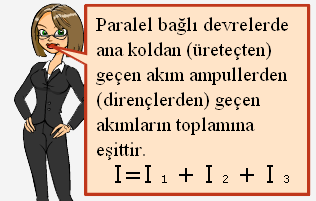 Paralel bağlı devrelerde
ana koldan (üreteçten)
geçen akım ampullerden
(dirençlerden) geçen
akımların toplamına
eşittir.
I=I 1 + I 2 + I 3